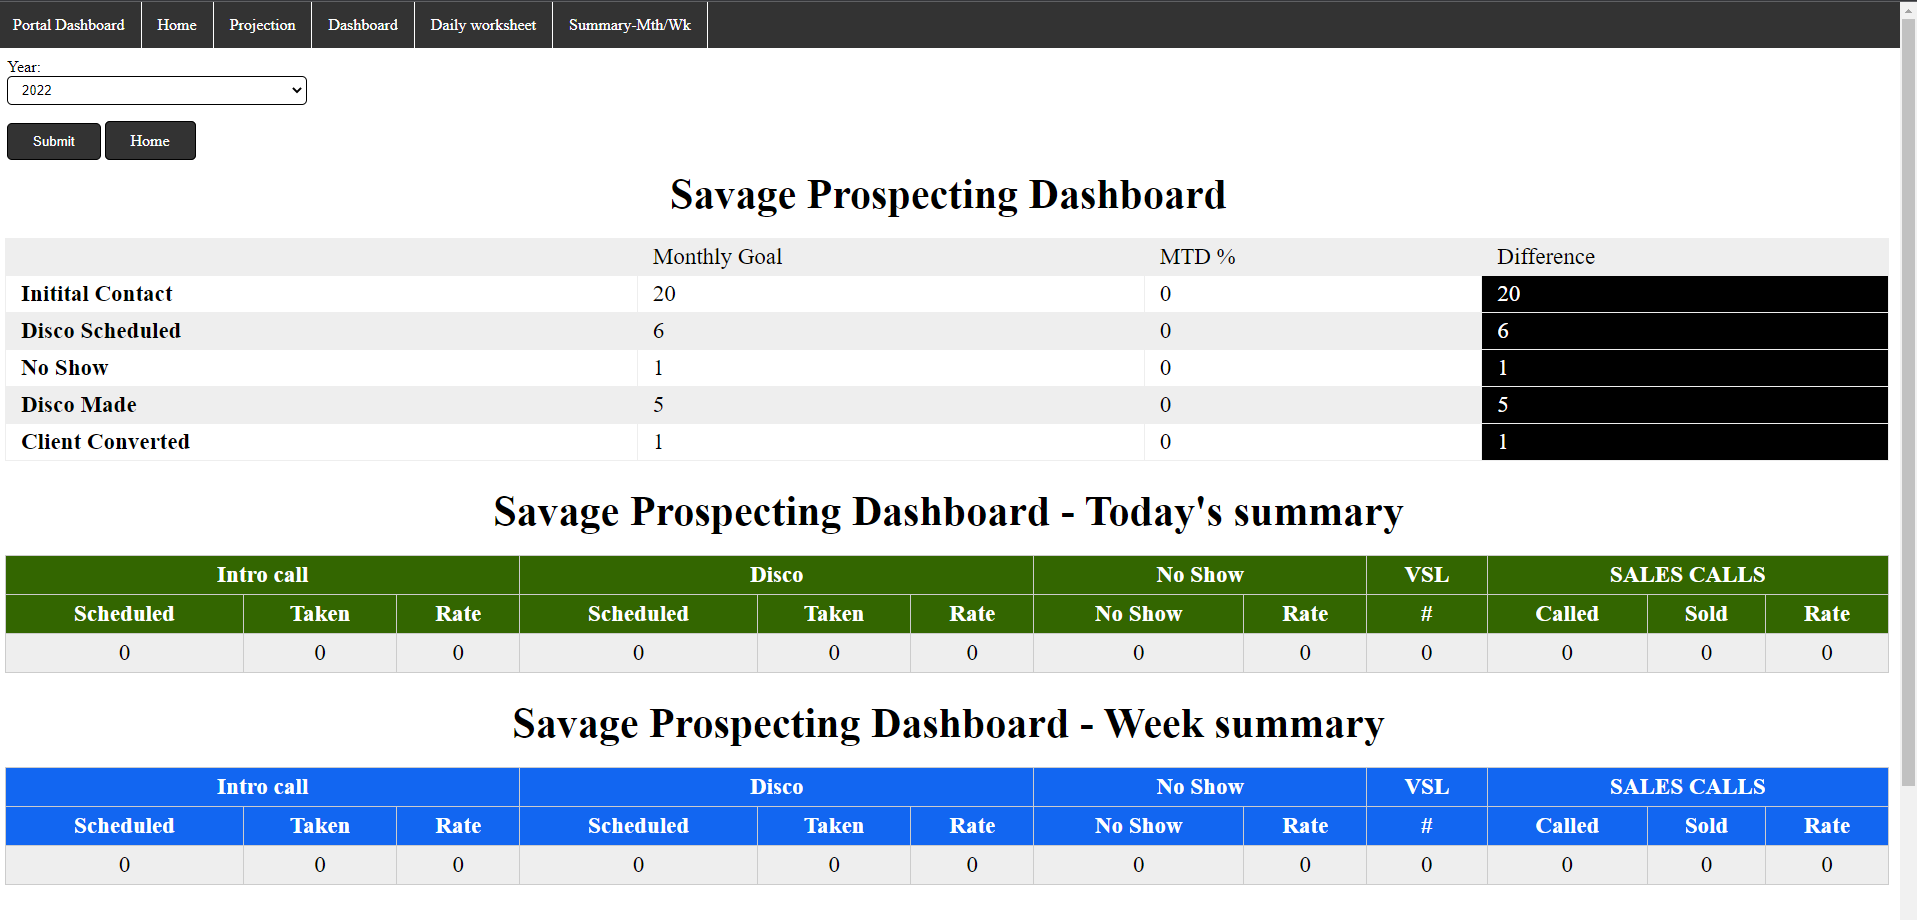 Portal Dashboard Home Projection Dashboard Daily worksheet Summary-Mth/Wk
Year:
2022
Submit Home
Savage Prospecting Dashboard
Monthly Goal MTD % Difference
Initital Contact 20 0 20
Disco Scheduled 6 0 6
No Show 1 0 1
Disco Made 5 0 5
Client Converted 1 0 1
Savage Prospecting Dashboard - Today's summary
Intro call Disco No Show VSL SALES CALLS
Scheduled Taken Rate Scheduled Taken Rate No Show Rate # Called Sold Rate
0 0 0 0 0 0 0 0 0 0 0 0
Savage Prospecting Dashboard - Week summary
Intro call Disco No Show VSL SALES CALLS
Scheduled Taken Rate Scheduled Taken Rate No Show Rate # Called Sold Rate
0 0 0 0 0 0 0 0 0 0 0 0